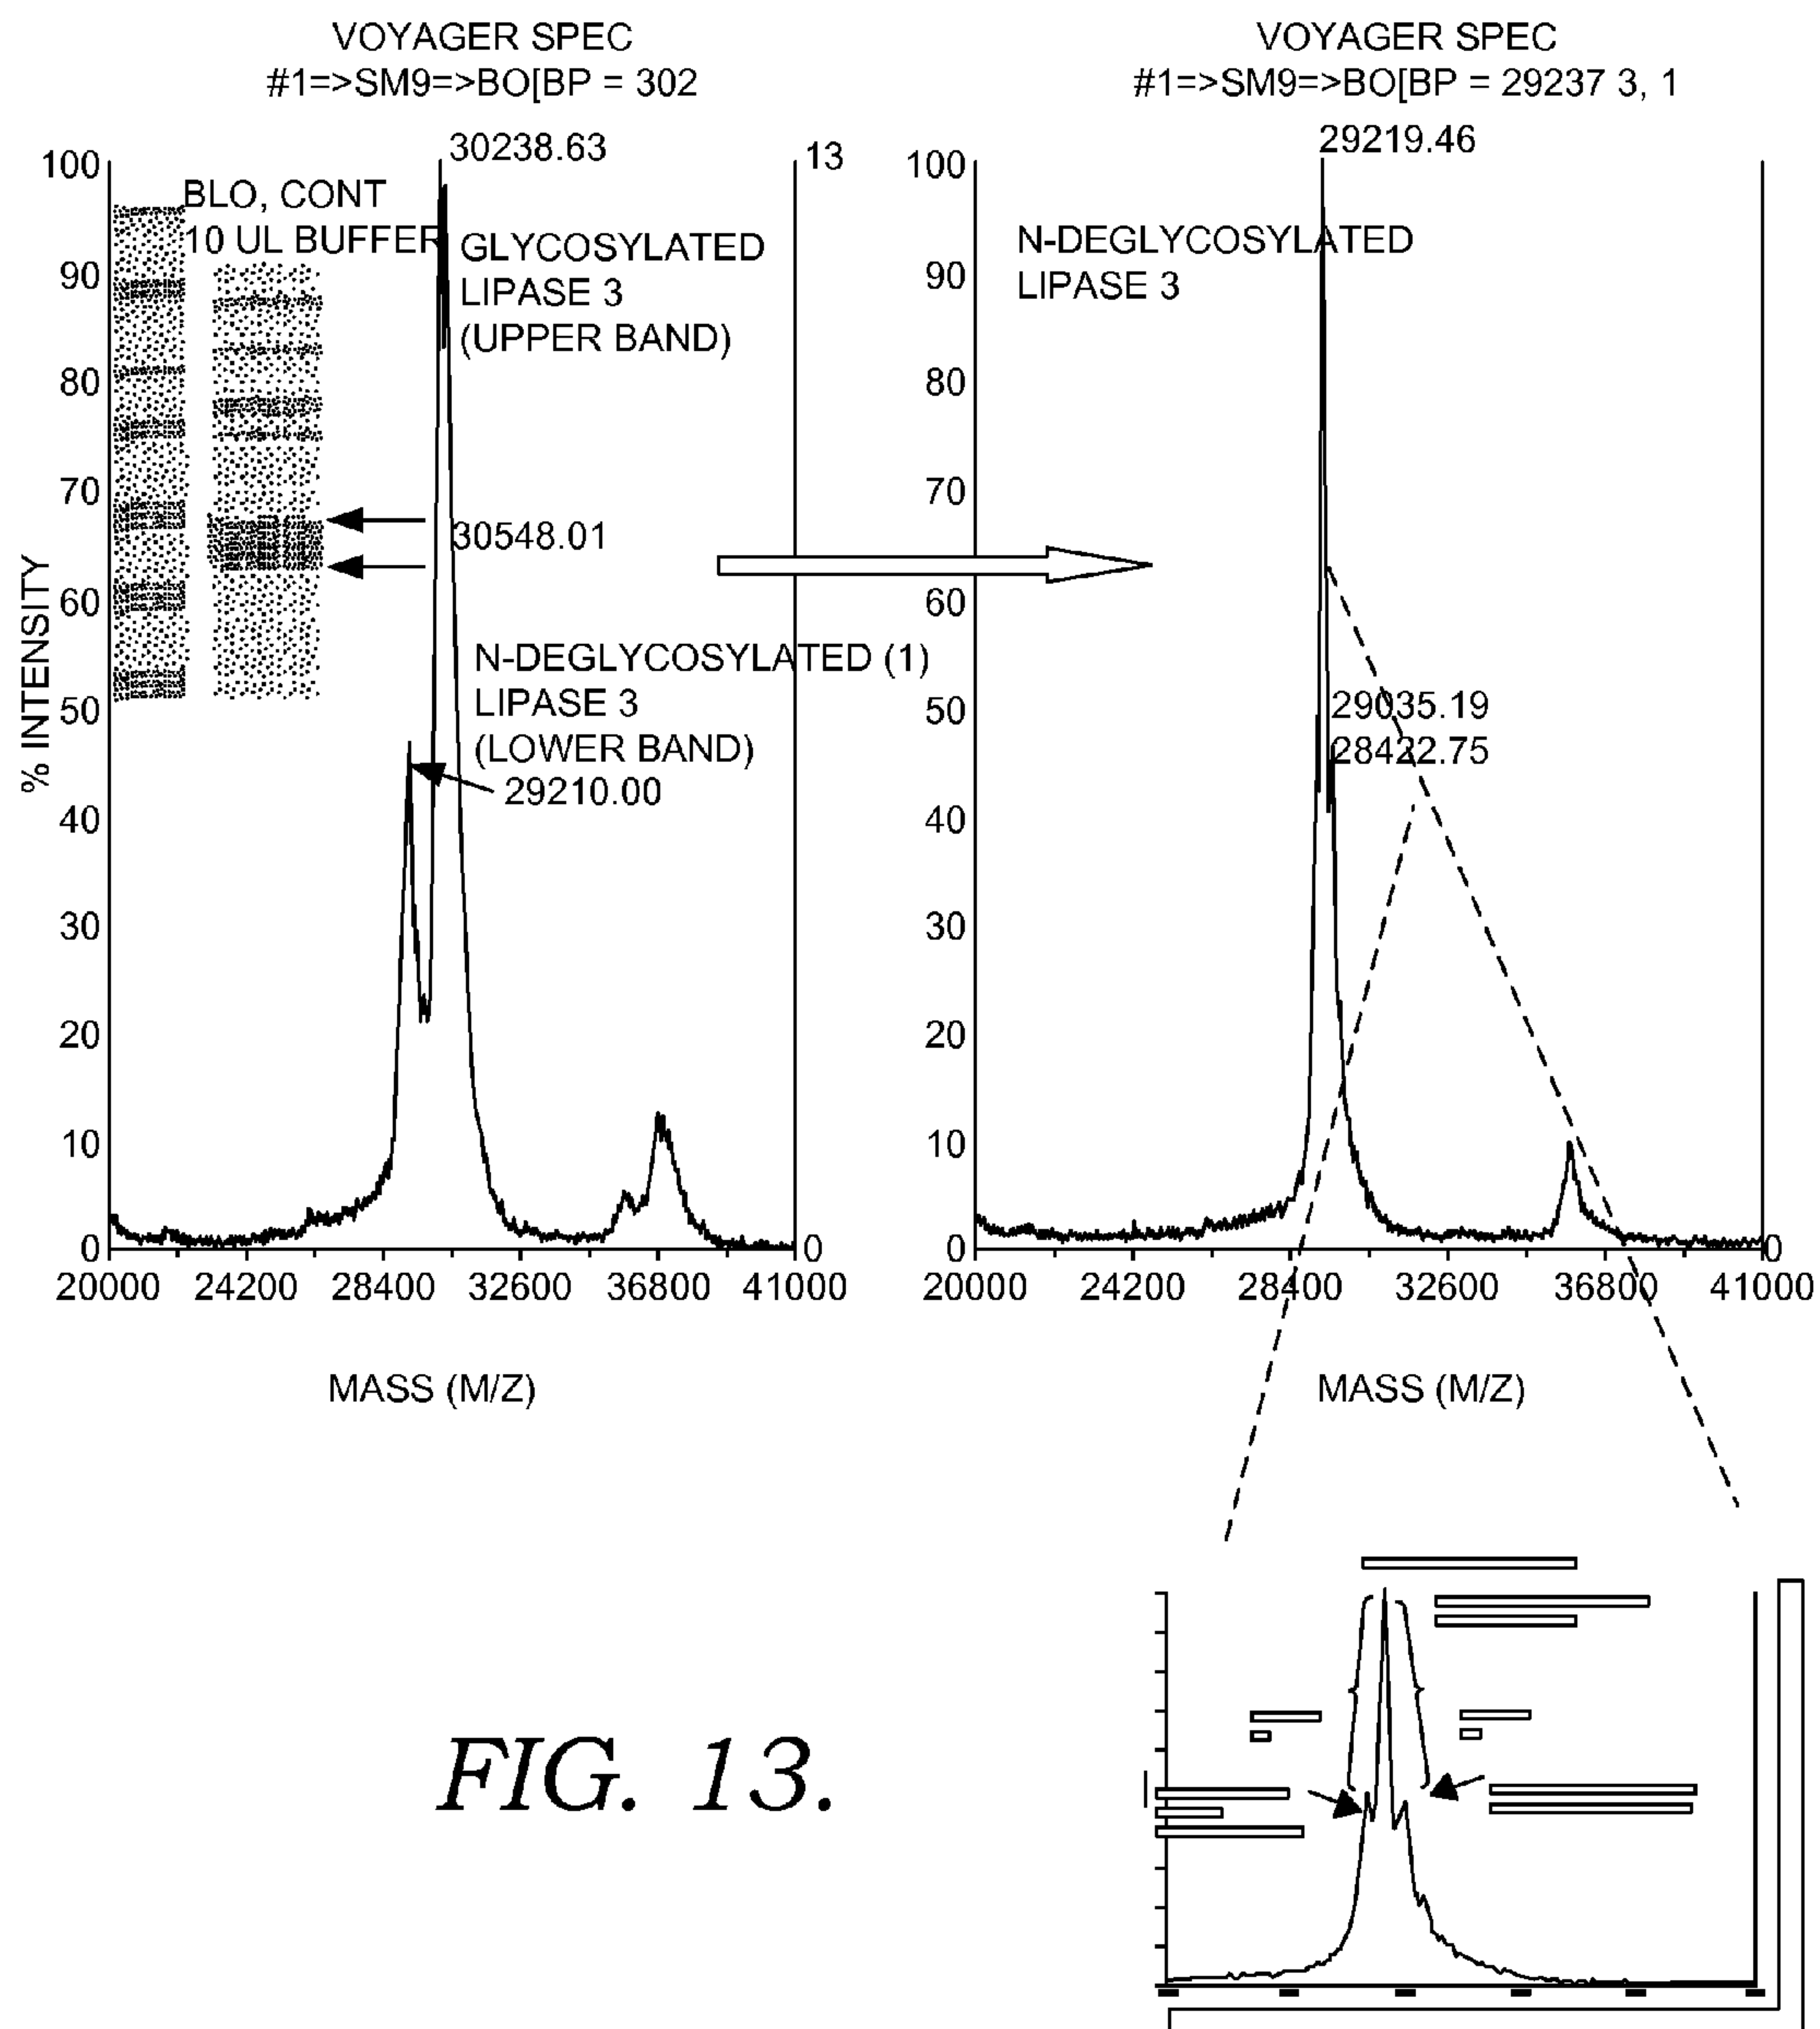 VOYAGER SPEC
#1=>SM9=>BO[BP = 302
30238.63
13
100
90
80
70
60
50
40
30
20
10
0
% INTENSITY
BLO, CONT
10 UL BUFFER
GLYCOSYLATED
LIPASE 3
(UPPER BAND)
30548.01
N-DEGLYCOSYLATED (1)
LIPASE 3
(LOWER BAND)
29210.00
0
20000 24200 28400 32600 36800 41000
MASS (M/Z)
VOYAGER SPEC
#1=>SM9=>BO[BP = 29237 3, 1
29219.46
100
90
80
70
60
50
40
30
20
10
0
N-DEGLYCOSYLATED
LIPASE 3
29035.19
28422.75
0
20000 24200 28400 32600 36800 41000
MASS (M/Z)
FIG. 13.